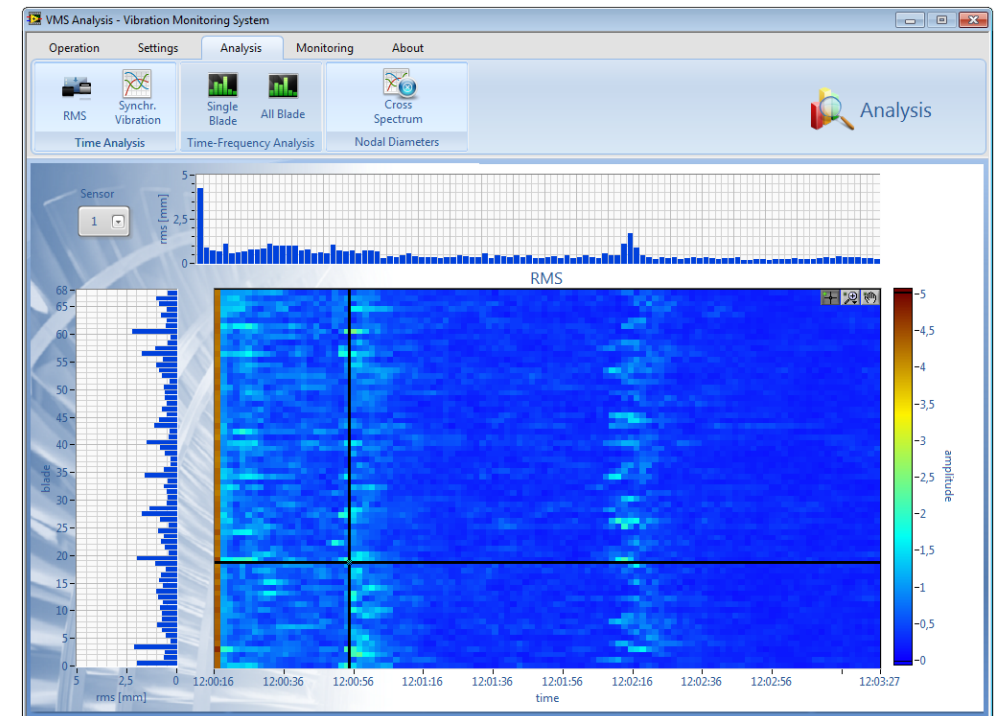 VMS Analysis - Vibration Monitoring System
Operation Settings Analysis Monitoring About
RMS
Synchr.
Vibration
Time Analysis
Single
Blade
All Blade
Time-Frequency Analysis
Cross
Spectrum
Nodal Diameters
Analysis
Sensor
1
rms [mm]
5
2,5
0
RMS
blade
68
65
60
55
50
45
40
35
30
25
20
15
10
5
0
5 2,5 0
rms [mm]
12:00:16 12:00:36 12:00:56 12:01:16 12:01:36 12:01:56 12:02:16 12:02:36 12:02:56 12:03:27
time
5
4,5
4
3,5
3
2,5
2
1,5
1
0,5
0
amplitude